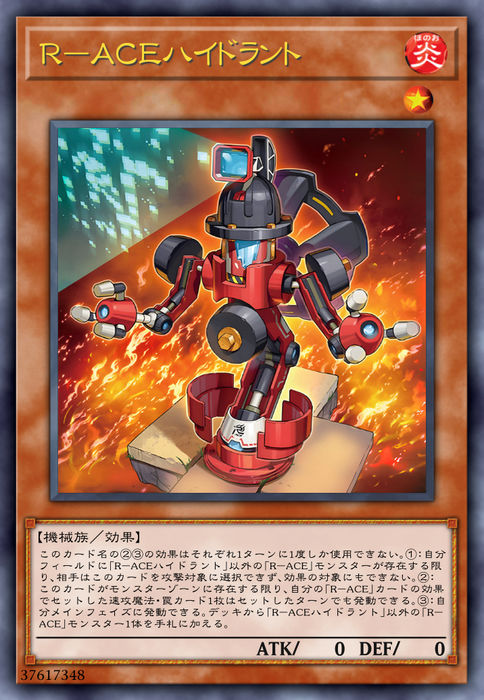 R－ACEハイドラント
ほのお
炎
【機械族／効果】
このカード名の②③の効果はそれぞれ1ターンに1度しか使用できない。①：自分
フィールドに「R－ACEハイドラント」以外の「R－ACE」モンスターが存在する限
り、相手はこのカードを攻撃対象に選択できず、効果の対象にもできない。②：
このカードがモンスターゾーンに存在する限り、自分の「R－ACE」カードの効果
でセットした速攻魔法・罠カード1枚はセットしたターンでも発動できる。③：自
分メインフェイズに発動できる。デッキから「R－ACEハイドラント」以外の「R－
ACE」モンスター1体を手札に加える。
ATK/ 0 DEF/ 0
37617348